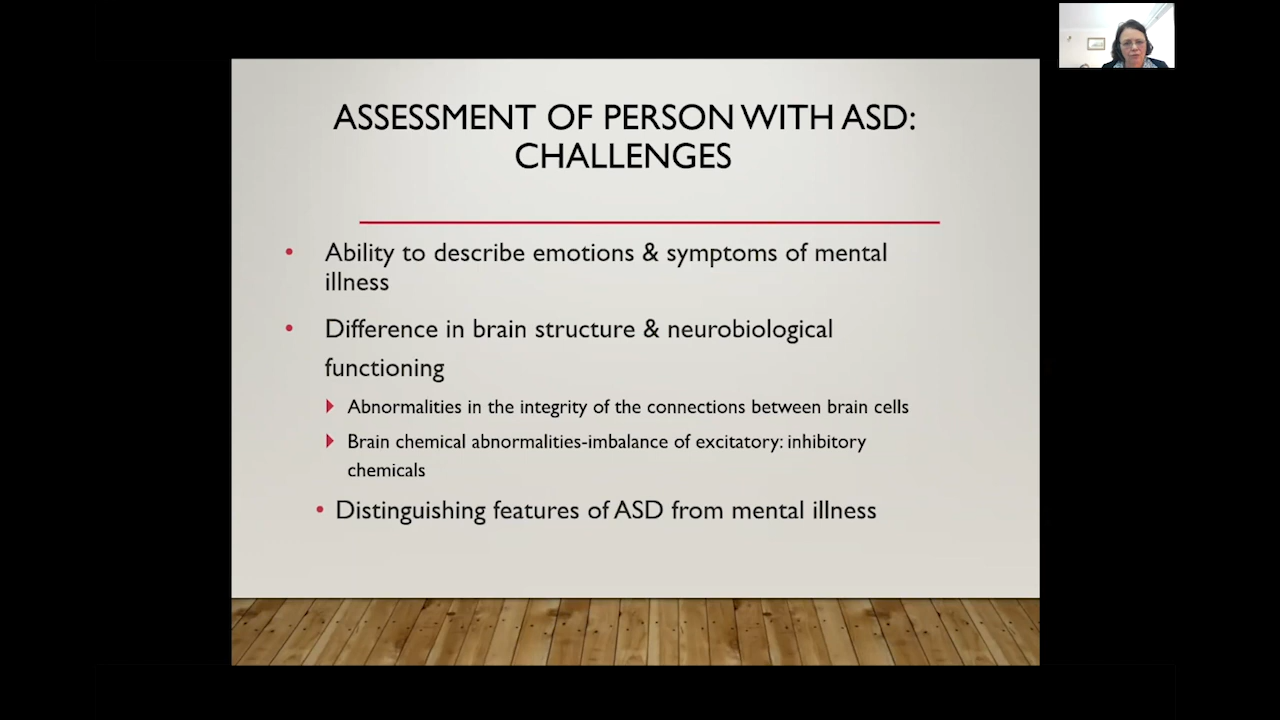 ASSESSMENT OF PERSON WITH ASD:
CHALLENGES
• Ability to describe emotions & symptoms of mental
illness
• Difference in brain structure & neurobiological
functioning
Abnormalities in the integrity of the connections between brain cells
Brain chemical abnormalities-imbalance of excitatory: inhibitory
chemicals
• Distinguishing features of ASD from mental illness